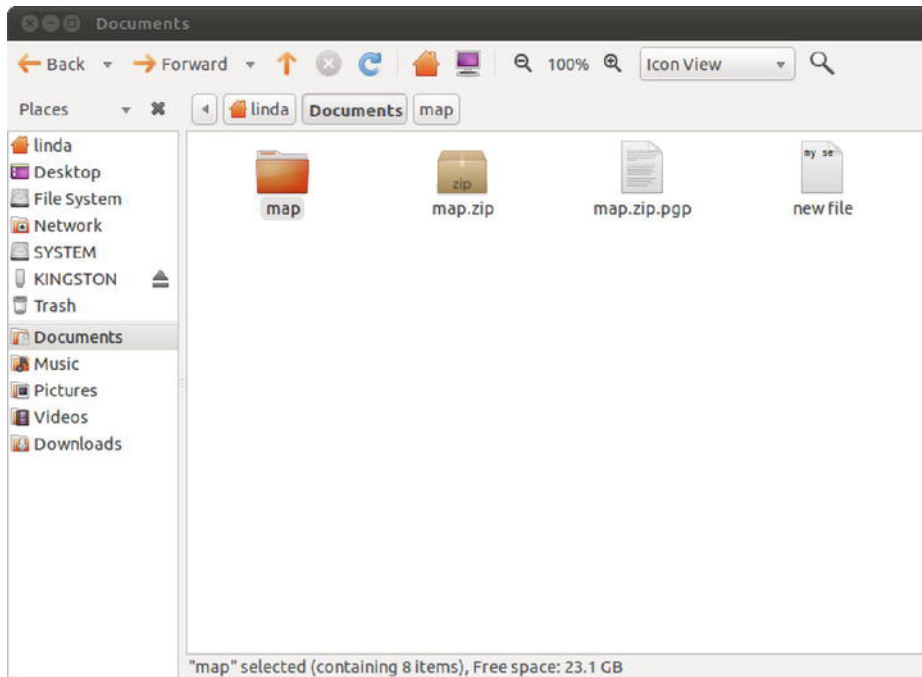 Documents
Back Forward 100% Icon View
Places linda Documents map
linda
Desktop
File System
Network
SYSTEM
KINGSTON
Trash
Documents
Music
Pictures
Videos
Downloads
my se
zip
map map.zip map.zip.pgp new file
"map" selected (containing 8 items), Free space: 23.1 GB